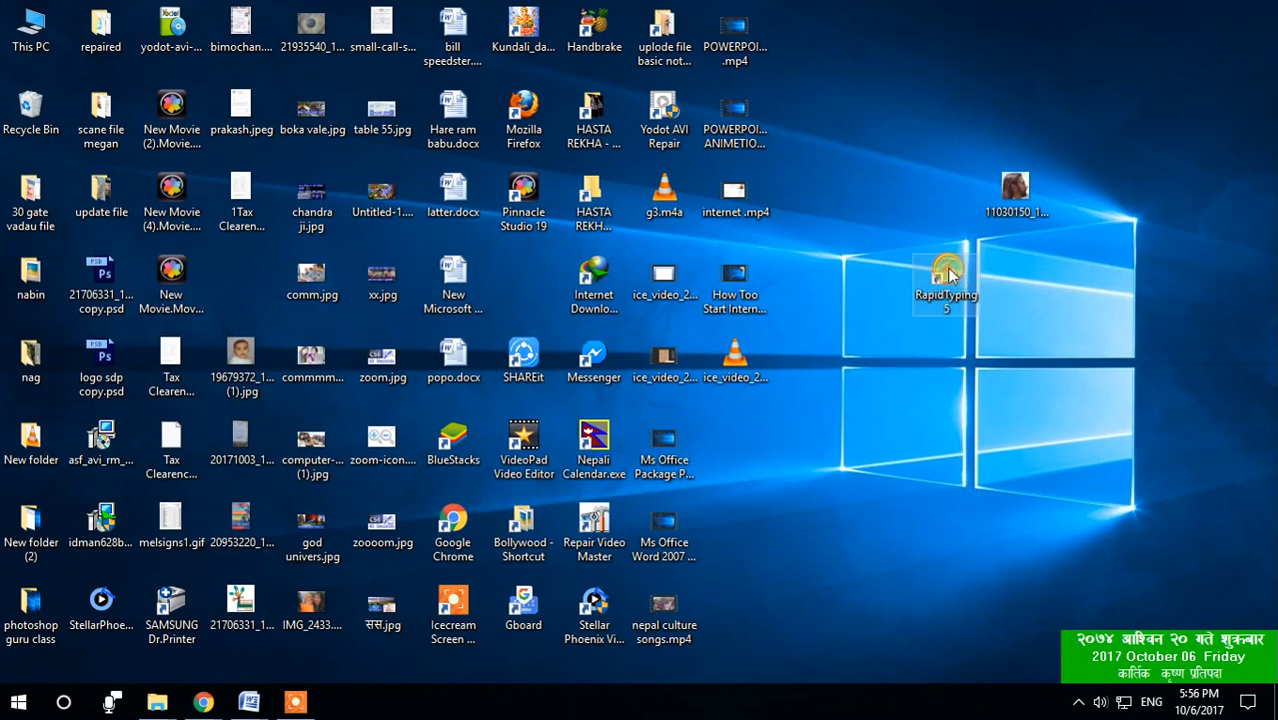 This PC
repaired
yodot-avi-...
bimochan....
21935540_1...
small-call-s...
bill
speedster....
Kundali_da...
Handbrake
uplode file
basic not...
POWERPOI...
.mp4
Recycle Bin
scane file
megan
New Movie
(2).Movie....
prakash.jpeg
boka vale.jpg
table 55.jpg
Hare ram
babu.docx
Mozilla
Firefox
HASTA
REKHA - ...
Yodot AVI
Repair
POWERPOI...
ANIMETIO...
30 gate
vadau file
update file
New Movie
(4).Movie....
1Tax
Clearen...
chandra
ji.jpg
Untitled-1....
latter.docx
Pinnacle
Studio 19
HASTA
REKH...
g3.m4a
internet .mp4
11030150_1...
nabin
21706331_1...
copy.psd
New
Movie.Mov...
comm.jpg
xx.jpg
New
Microsoft ...
Internet
Downlo...
ice_video_2...
How Too
Start Intern...
RapidTyping
5
nag
logo sdp
copy.psd
Tax
Clearen...
19679372_1...
(1).jpg
commmm...
zoom.jpg
popo.docx
SHAREit
Messenger
ice_video_2...
ice_video_2...
New folder
asf_avi_rm_...
Tax
Clearenc...
20171003_1...
computer-...
(1).jpg
zoom-icon....
BlueStacks
VideoPad
Video Editor
Nepali
Calendar.exe
Ms Office
Package P...
New folder
(2)
idman628b...
melsigns1.gif
20953220_1...
god
univers.jpg
zoooom.jpg
Google
Chrome
Bollywood -
Shortcut
Repair Video
Master
Ms Office
Word 2007 ...
photoshop
guru class
StellarPhoe...
SAMSUNG
Dr.Printer
21706331_1...
IMG_2433....
सस.jpg
Icecream
Screen ...
Gboard
Stellar
Phoenix Vi...
nepal culture
songs.mp4
२०७४ आश्विन २० गते शुक्रबार
2017 October 06 Friday
कार्तिक कृष्ण प्रतिपदा
ENG
5:56 PM
10/6/2017